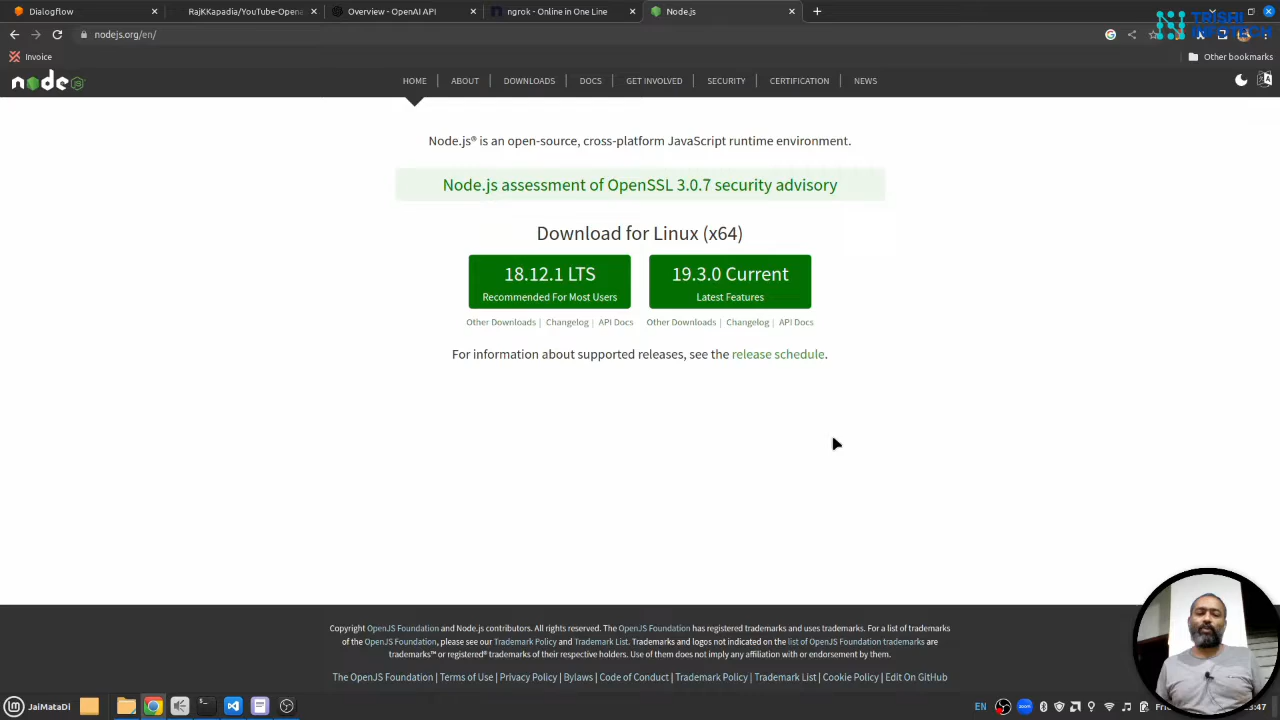 Dialogflow
RajKKapadia/YouTube-Opena
Overview - OpenAI API
ngrok - Online in One Line
Node.js
TRISAI
INFOTECH
nodejs.org/en/
Invoice
Other bookmarks
node
HOME | ABOUT | DOWNLOADS | DOCS | GET INVOLVED | SECURITY | CERTIFICATION | NEWS
Node.js® is an open-source, cross-platform JavaScript runtime environment.
Node.js assessment of OpenSSL 3.0.7 security advisory
Download for Linux (x64)
18.12.1 LTS
Recommended For Most Users
19.3.0 Current
Latest Features
Other Downloads | Changelog | API Docs
Other Downloads | Changelog | API Docs
For information about supported releases, see the release schedule.
Copyright OpenJS Foundation and Node.js contributors. All rights reserved. The OpenJS Foundation has registered trademarks and uses trademarks. For a list of trademarks
of the OpenJS Foundation, please see our Trademark Policy and Trademark List. Trademarks and logos not indicated on the list of OpenJS Foundation trademarks are
trademarks™ or registered® trademarks of their respective holders. Use of them does not imply any affiliation with or endorsement by them.
The OpenJS Foundation | Terms of Use | Privacy Policy | Bylaws | Code of Conduct | Trademark Policy | Trademark List | Cookie Policy | Edit On GitHub
JaiMataDi
EN
zoom